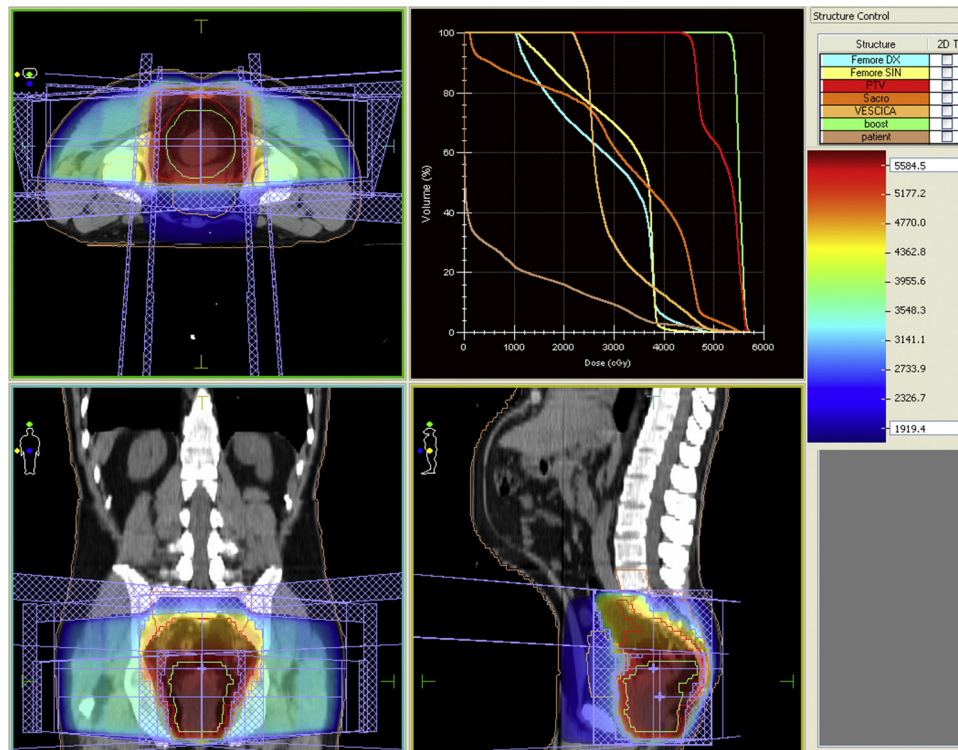 Structure Control
Structure 2D T
Femore DX
Femore SIN
PTV
Sacro
VESCICA
boost
patient
100
80
60
40
20
0
Volume (%)
0 1000 2000 3000 4000 5000 6000
Dose (cGy)
5584.5
5177.2
4770.0
4362.8
3955.6
3548.3
3141.1
2733.9
2326.7
1919.4